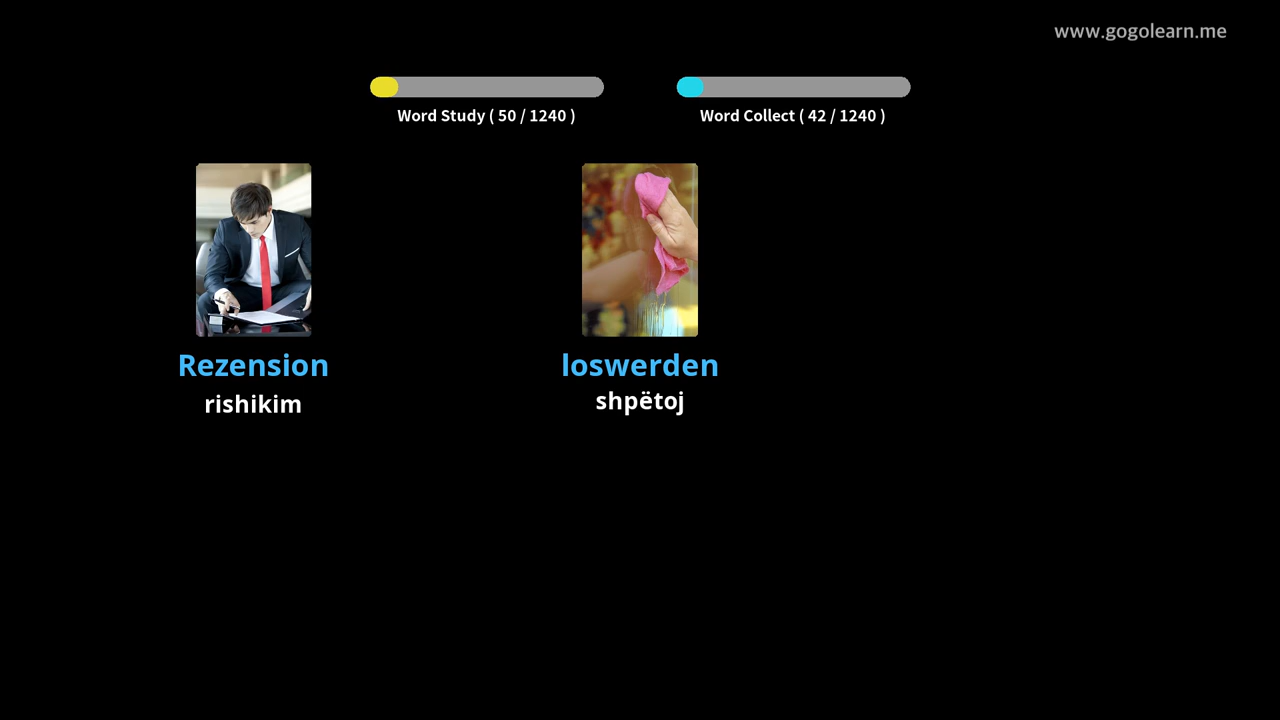 www.gogolearn.me
Word Study ( 50 / 1240 )
Word Collect ( 42 / 1240 )
Rezension
rishikim
loswerden
shpëtoj